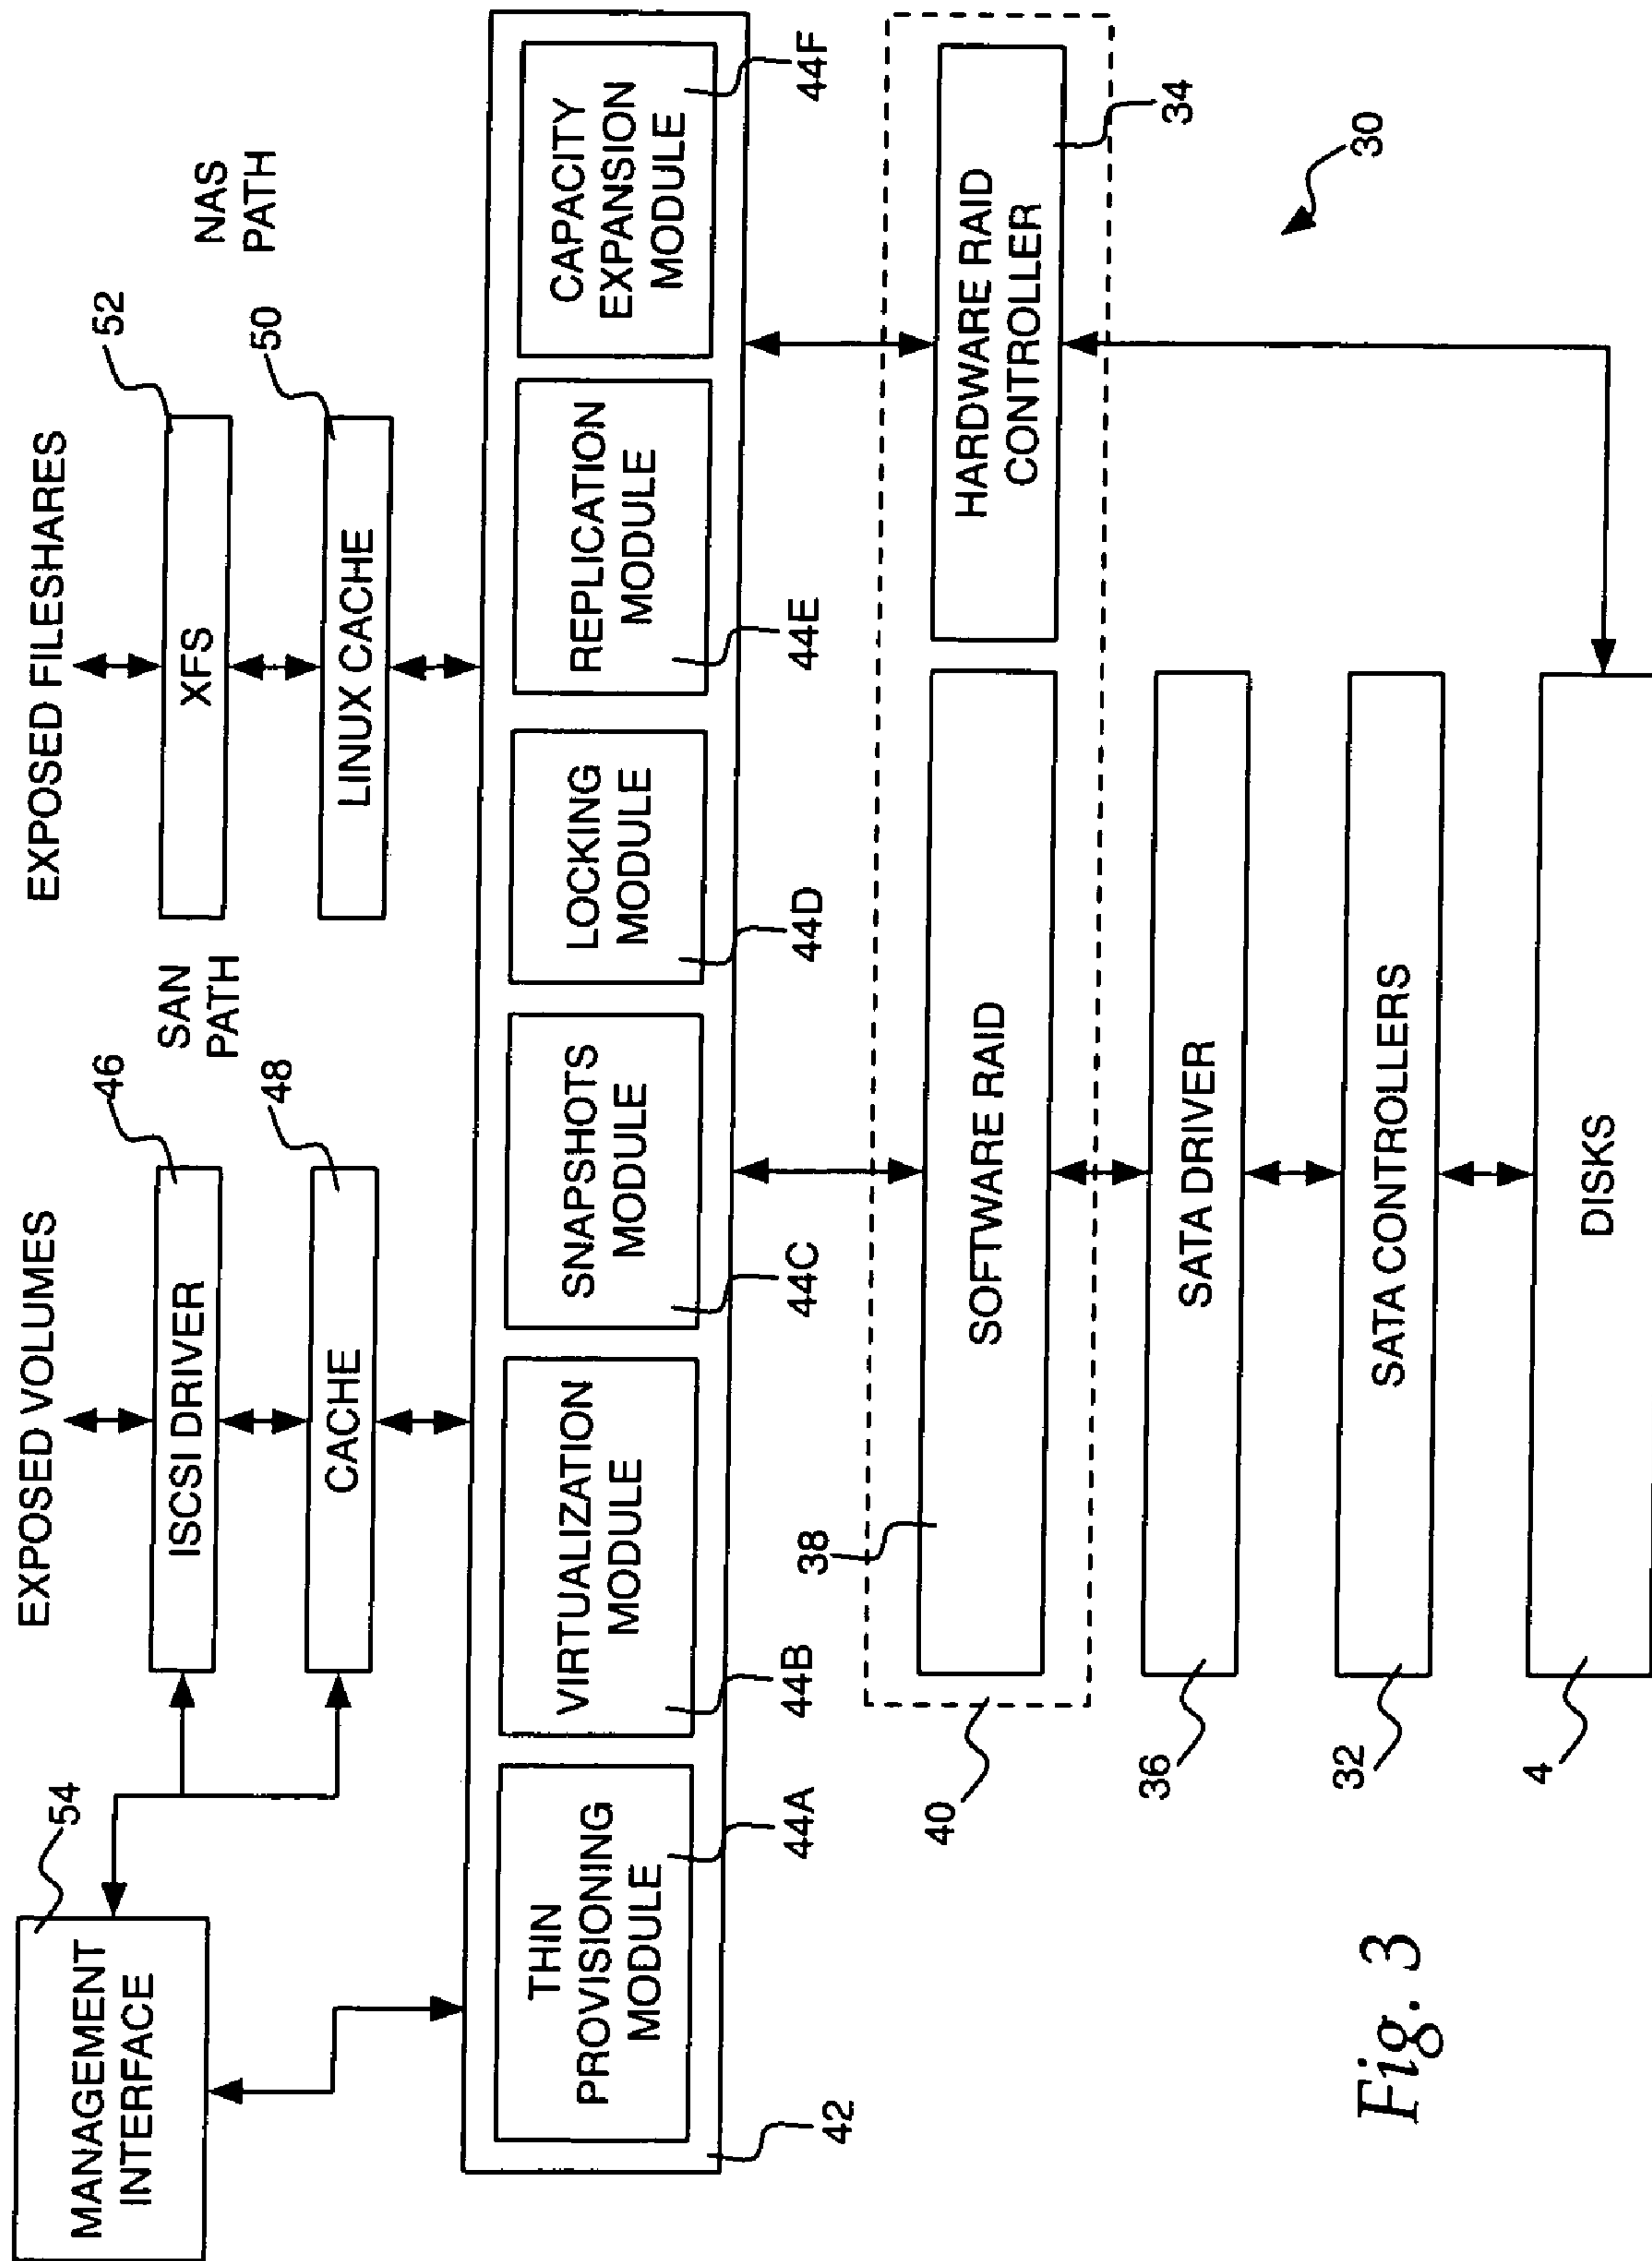 EXPOSED VOLUMES
EXPOSED FILESHARES
54
MANAGEMENT
INTERFACE
46
ISCSI DRIVER
SAN
PATH
52
XFS
NAS
PATH
48
CACHE
50
LINUX CACHE
THIN
PROVISIONING
MODULE
VIRTUALIZATION
MODULE
SNAPSHOTS
MODULE
LOCKING
MODULE
REPLICATION
MODULE
CAPACITY
EXPANSION
MODULE
42
44A
44B
44C
44D
44E
44F
38
SOFTWARE RAID
HARDWARE RAID
CONTROLLER
34
40
36
SATA DRIVER
30
32
SATA CONTROLLERS
4
DISKS
Fig. 3